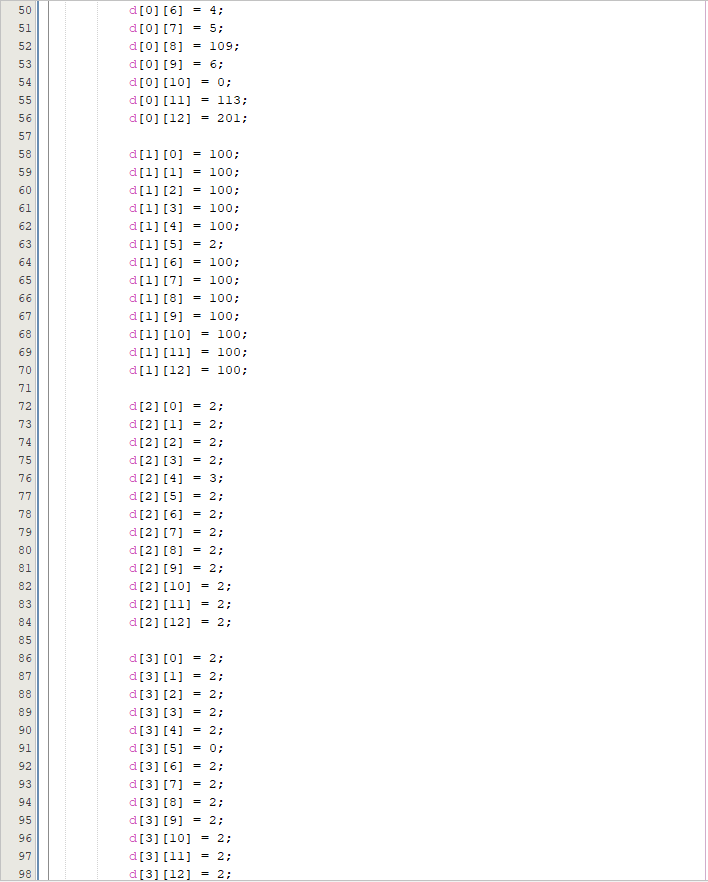 50 d[0][6] = 4;
51 d[0][7] = 5;
52 d[0][8] = 109;
53 d[0][9] = 6;
54 d[0][10] = 0;
55 d[0][11] = 113;
56 d[0][12] = 201;
57
58 d[1][0] = 100;
59 d[1][1] = 100;
60 d[1][2] = 100;
61 d[1][3] = 100;
62 d[1][4] = 100;
63 d[1][5] = 2;
64 d[1][6] = 100;
65 d[1][7] = 100;
66 d[1][8] = 100;
67 d[1][9] = 100;
68 d[1][10] = 100;
69 d[1][11] = 100;
70 d[1][12] = 100;
71
72 d[2][0] = 2;
73 d[2][1] = 2;
74 d[2][2] = 2;
75 d[2][3] = 2;
76 d[2][4] = 3;
77 d[2][5] = 2;
78 d[2][6] = 2;
79 d[2][7] = 2;
80 d[2][8] = 2;
81 d[2][9] = 2;
82 d[2][10] = 2;
83 d[2][11] = 2;
84 d[2][12] = 2;
85
86 d[3][0] = 2;
87 d[3][1] = 2;
88 d[3][2] = 2;
89 d[3][3] = 2;
90 d[3][4] = 2;
91 d[3][5] = 0;
92 d[3][6] = 2;
93 d[3][7] = 2;
94 d[3][8] = 2;
95 d[3][9] = 2;
96 d[3][10] = 2;
97 d[3][11] = 2;
98 d[3][12] = 2;